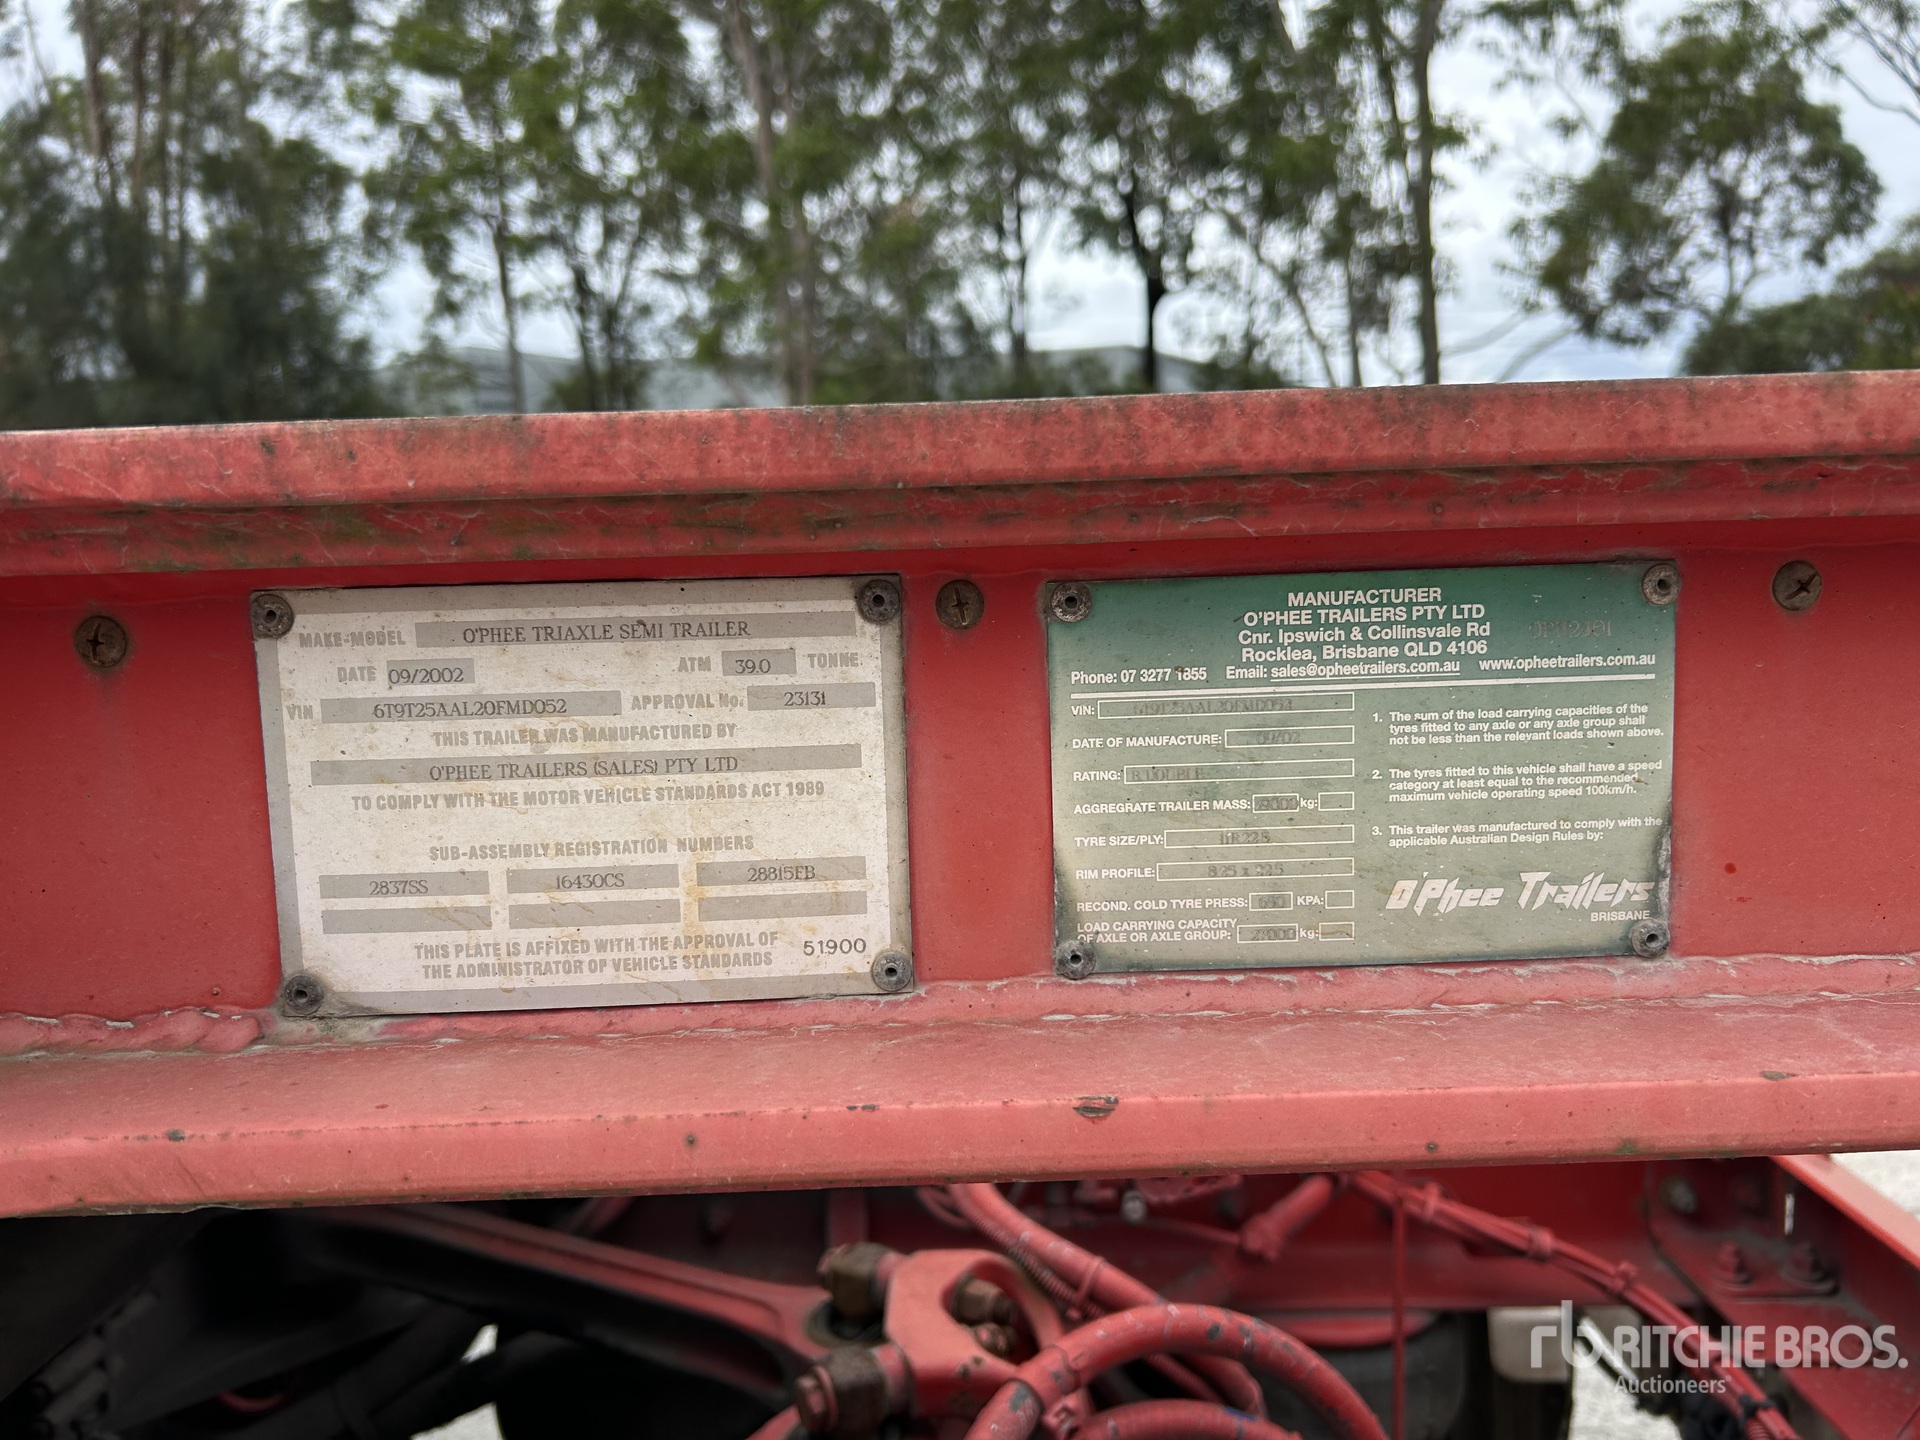 MAKE-MODEL O'PHEE TRIAXLE SEMI TRAILER
DATE 09/2002 ATM 39.0 TONNE
VIN 6T9T25AAL20FMD052 APPROVAL No. 23131
THIS TRAILER WAS MANUFACTURED BY
O'PHEE TRAILERS (SALES) PTY LTD
TO COMPLY WITH THE MOTOR VEHICLE STANDARDS ACT 1989
SUB-ASSEMBLY REGISTRATION NUMBERS
2837SS 16430CS 28815FB
THIS PLATE IS AFFIXED WITH THE APPROVAL OF 51900
THE ADMINISTRATOR OF VEHICLE STANDARDS
MANUFACTURER
O'PHEE TRAILERS PTY LTD
Cnr. Ipswich & Collinsvale Rd
Rocklea, Brisbane QLD 4106
Phone: 07 3277 1855 Email: sales@opheetrailers.com.au www.opheetrailers.com.au
VIN:
DATE OF MANUFACTURE:
RATING:
AGGREGRATE TRAILER MASS: kg:
TYRE SIZE/PLY: 11R22.5
RIM PROFILE:
RECOND. COLD TYRE PRESS: KPA:
LOAD CARRYING CAPACITY
OF AXLE OR AXLE GROUP: kg:
1. The sum of the load carrying capacities of the
tyres fitted to any axle or any axle group shall
not be less than the relevant loads shown above.
2. The tyres fitted to this vehicle shall have a speed
category at least equal to the recommended
maximum vehicle operating speed 100km/h.
3. This trailer was manufactured to comply with the
applicable Australian Design Rules by:
O'Phee Trailers
BRISBANE
rb RITCHIE BROS.
Auctioneers